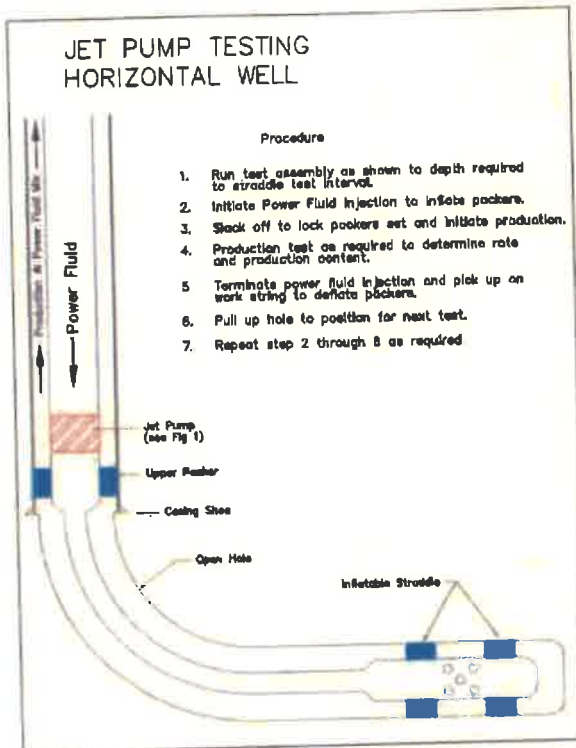 JET PUMP TESTING
HORIZONTAL WELL
Procedure
1. Run test assembly as shown to depth required
to straddle test interval.
2. Initiate Power Fluid injection to inflate packers.
3. Slack off to lock packers set and initiate production.
4. Production test as required to determine rate
and production content.
5 Terminate power fluid injection and pick up on
work string to deflate packers.
6. Pull up hole to position for next test.
7. Repeat step 2 through 6 as required
Production & Power Fluid Mix
Power Fluid
Jet Pump
(see Fig 1)
Upper Packer
Casing Shoe
Open Hole
Inflatable Straddle